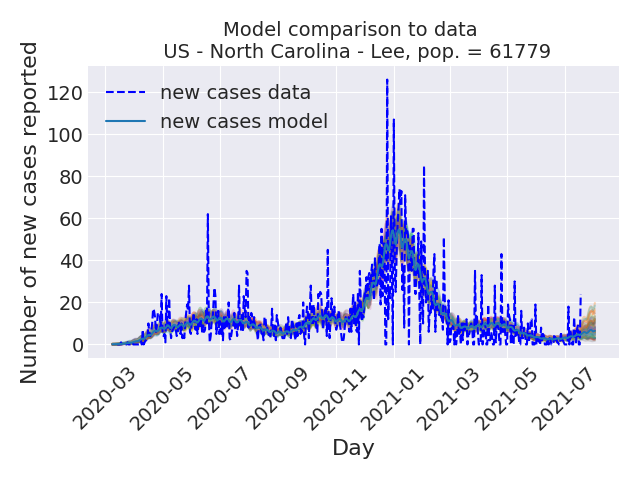 Model comparison to data
US - North Carolina - Lee, pop. = 61779
Number of new cases reported
120
100
80
60
40
20
0
new cases data
new cases model
2020-03
2020-05
2020-07
2020-09
2020-11
2021-01
2021-03
2021-05
2021-07
Day